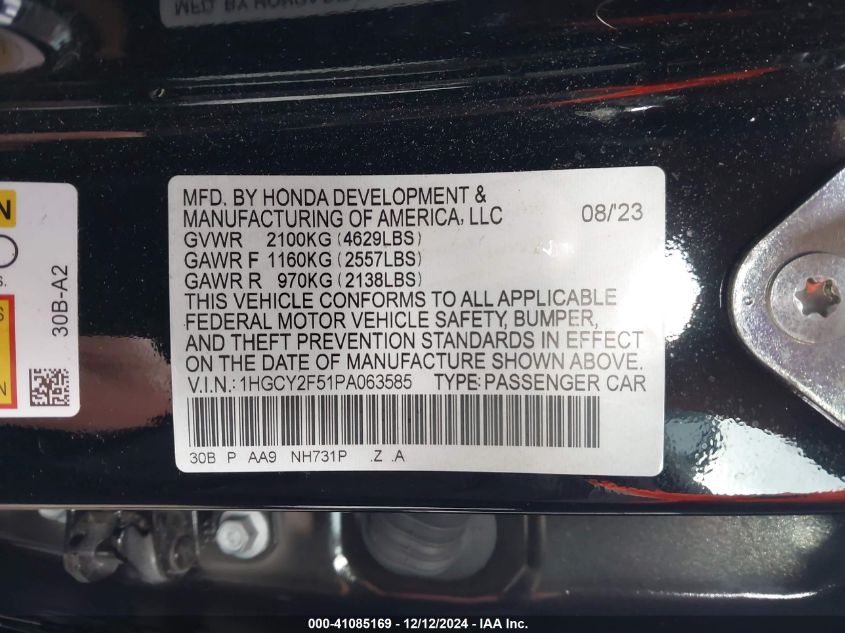 MFD. BY HONDA
N
O
s.
S
N
30B-A2
MFD. BY HONDA DEVELOPMENT &
MANUFACTURING OF AMERICA, LLC 08/'23
GVWR 2100KG (4629LBS)
GAWR F 1160KG (2557LBS)
GAWR R 970KG (2138LBS)
THIS VEHICLE CONFORMS TO ALL APPLICABLE
FEDERAL MOTOR VEHICLE SAFETY, BUMPER,
AND THEFT PREVENTION STANDARDS IN EFFECT
ON THE DATE OF MANUFACTURE SHOWN ABOVE.
V.I.N.: 1HGCY2F51PA063585 TYPE: PASSENGER CAR
30B P AA9 NH731P .Z .A
000-41085169 - 12/12/2024 - IAA Inc.